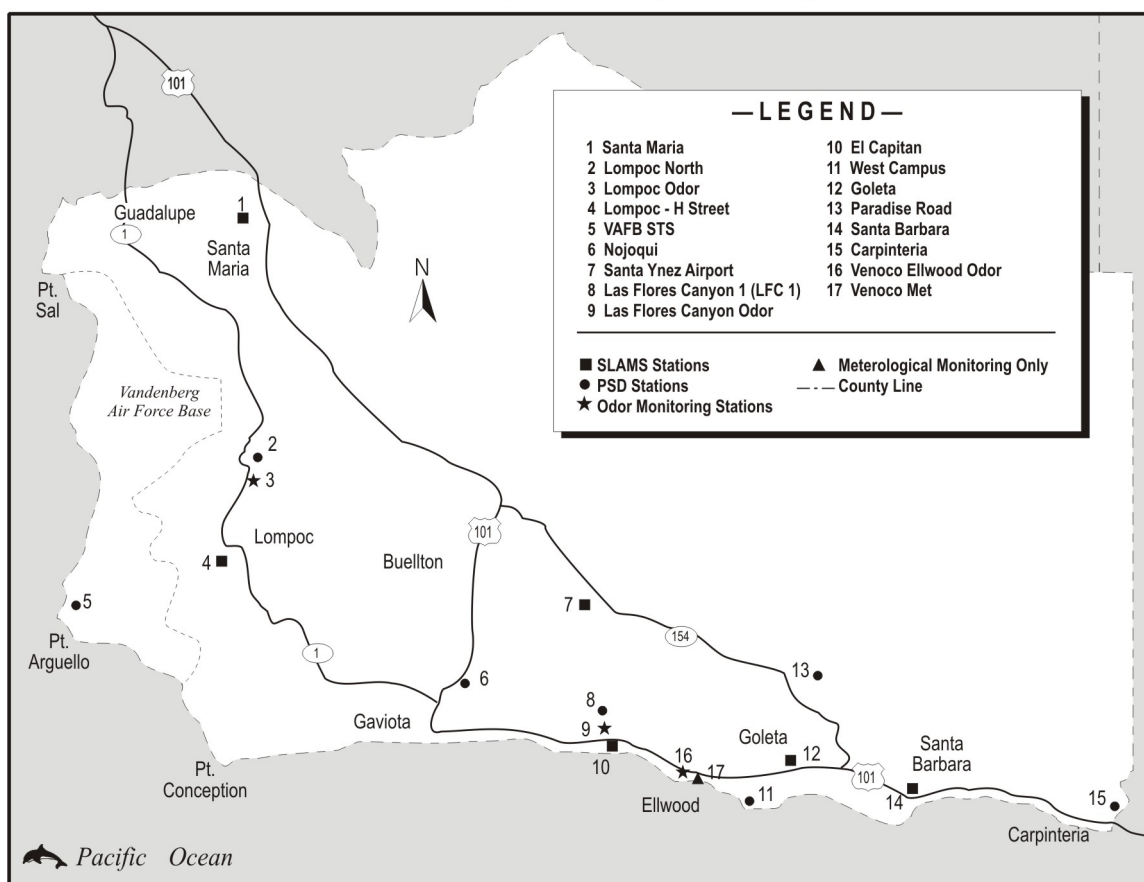 101
— L E G E N D —
1 Santa Maria
2 Lompoc North
3 Lompoc Odor
4 Lompoc - H Street
5 VAFB STS
6 Nojoqui
7 Santa Ynez Airport
8 Las Flores Canyon 1 (LFC 1)
9 Las Flores Canyon Odor
10 El Capitan
11 West Campus
12 Goleta
13 Paradise Road
14 Santa Barbara
15 Carpinteria
16 Venoco Ellwood Odor
17 Venoco Met
SLAMS Stations
PSD Stations
Odor Monitoring Stations
Meterological Monitoring Only
County Line
Guadalupe
1
1
Santa
Maria
N
Pt.
Sal
Vandenberg
Air Force Base
2
3
Lompoc
101
Buellton
4
5
7
Pt.
Arguello
1
154
6
13
8
Gaviota
9
10
Goleta
12
Santa
Barbara
16
17
Pt.
Conception
Ellwood
11
101
14
15
Carpinteria
Pacific Ocean